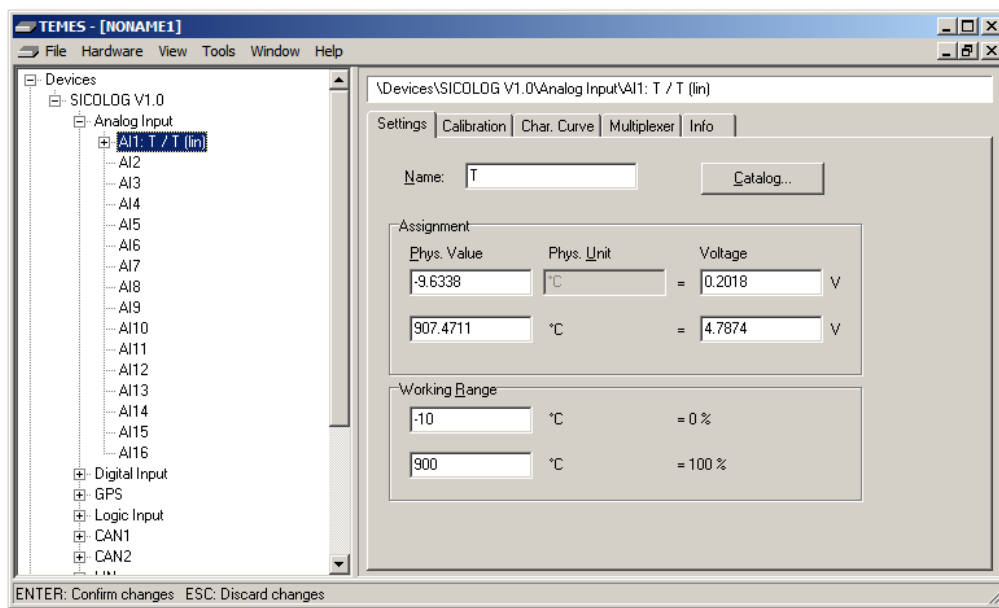 TEMES - [NONAME1]
File Hardware View Tools Window Help
Devices
SICOLOG V1.0
Analog Input
AI1: T / T (lin)
AI2
AI3
AI4
AI5
AI6
AI7
AI8
AI9
AI10
AI11
AI12
AI13
AI14
AI15
AI16
Digital Input
GPS
Logic Input
CAN1
CAN2
\Devices\SICOLOG V1.0\Analog Input\AI1: T / T (lin)
Settings Calibration Char. Curve Multiplexer Info
Name: T Catalog...
Assignment
Phys. Value Phys. Unit Voltage
-9.6338 °C = 0.2018 V
907.4711 °C = 4.7874 V
Working Range
-10 °C = 0 %
900 °C = 100 %
ENTER: Confirm changes ESC: Discard changes